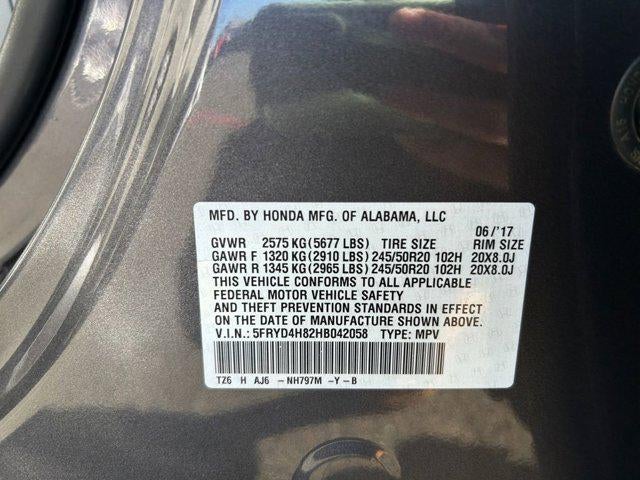 MFD. BY HONDA MFG. OF ALABAMA, LLC
06/'17
GVWR 2575 KG(5677 LBS) TIRE SIZE RIM SIZE
GAWR F 1320 KG(2910 LBS) 245/50R20 102H 20X8.0J
GAWR R 1345 KG(2965 LBS) 245/50R20 102H 20X8.0J
THIS VEHICLE CONFORMS TO ALL APPLICABLE
FEDERAL MOTOR VEHICLE SAFETY
AND THEFT PREVENTION STANDARDS IN EFFECT
ON THE DATE OF MANUFACTURE SHOWN ABOVE.
V.I.N.: 5FRYD4H82HB042058 TYPE: MPV
TZ6 H AJ6 -NH797M -Y-B